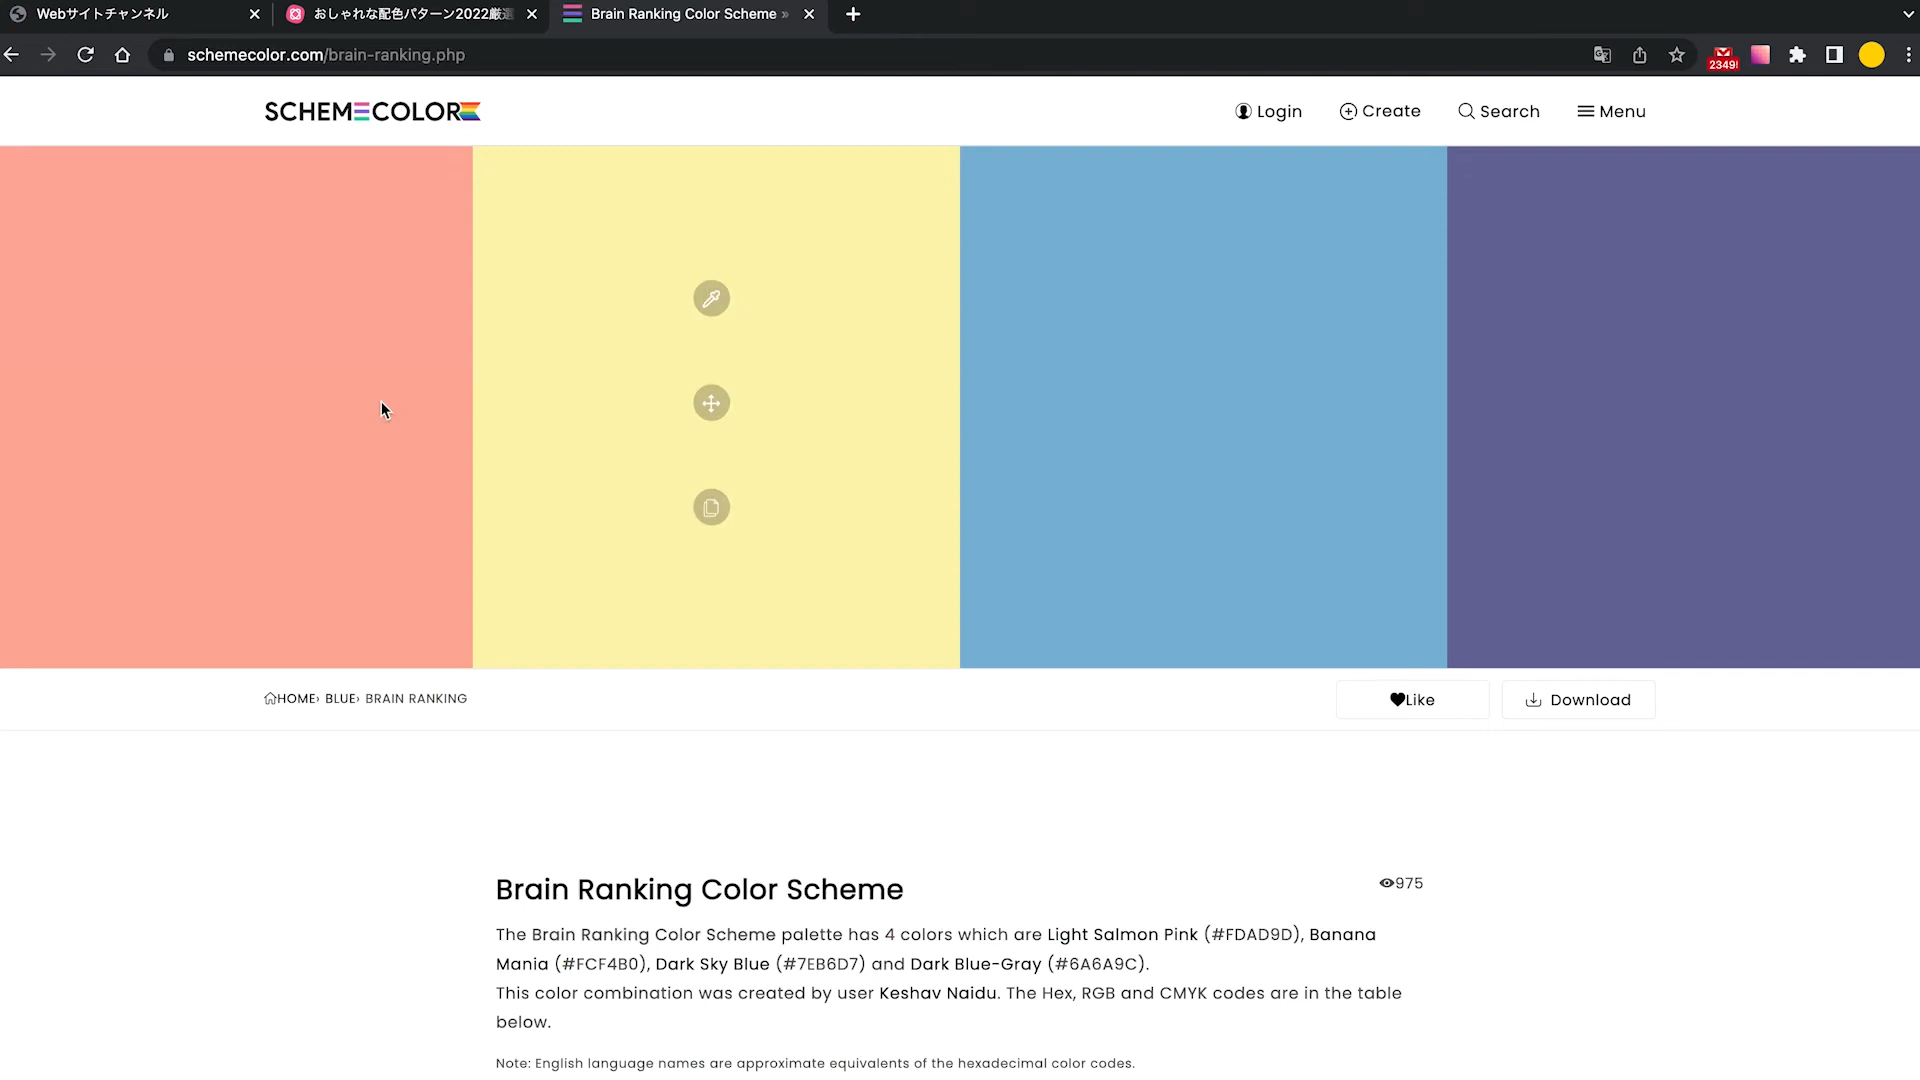 Webサイトチャンネル
おしゃれな配色パターン2022厳選
Brain Ranking Color Scheme »
schemecolor.com/brain-ranking.php
2349!
SCHEMECOLOR
Login
Create
Search
Menu
HOME› BLUE› BRAIN RANKING
Like
Download
Brain Ranking Color Scheme
975
The Brain Ranking Color Scheme palette has 4 colors which are Light Salmon Pink (#FDAD9D), Banana
Mania (#FCF4B0), Dark Sky Blue (#7EB6D7) and Dark Blue-Gray (#6A6A9C).
This color combination was created by user Keshav Naidu. The Hex, RGB and CMYK codes are in the table
below.
Note: English language names are approximate equivalents of the hexadecimal color codes.